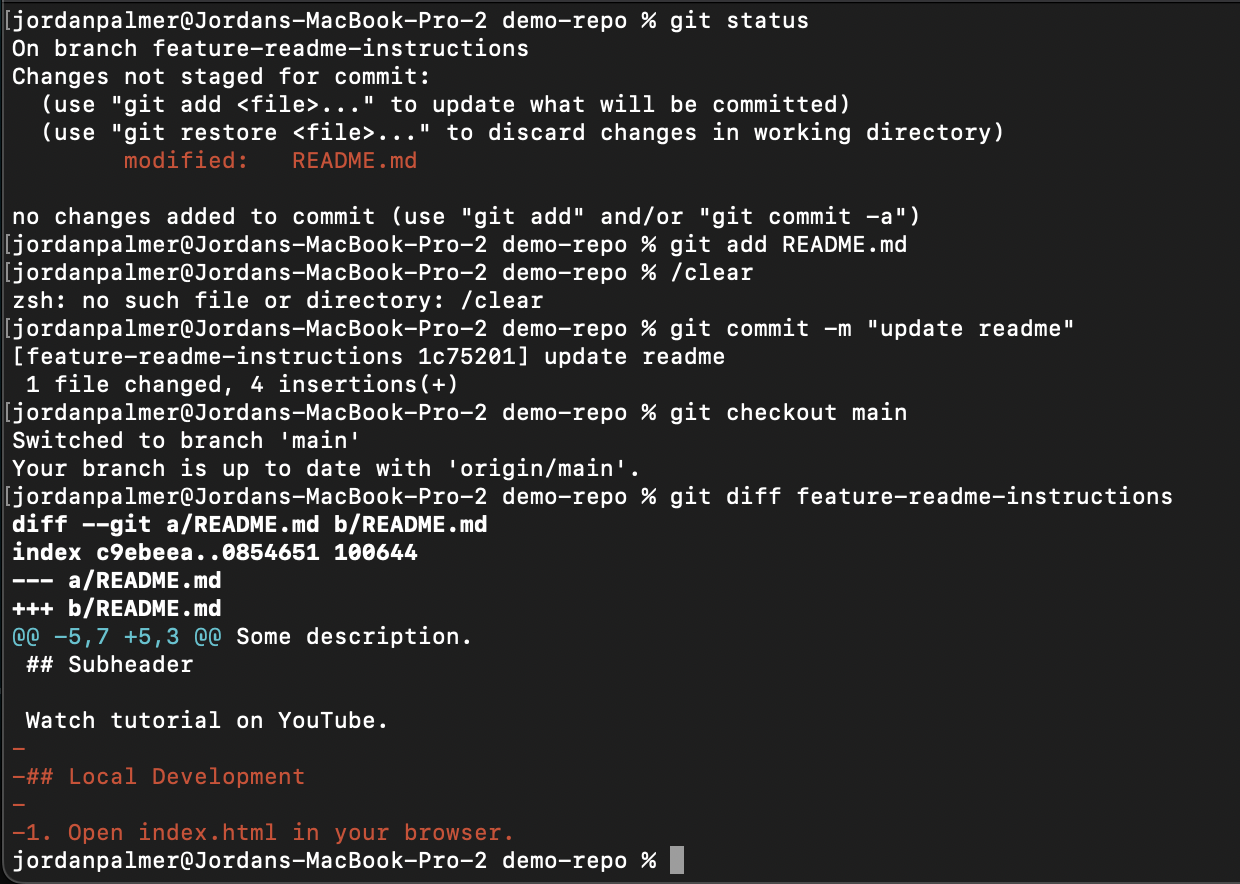 [jordanpalmer@Jordans-MacBook-Pro-2 demo-repo % git status
On branch feature-readme-instructions
Changes not staged for commit:
  (use "git add <file>..." to update what will be committed)
  (use "git restore <file>..." to discard changes in working directory)
        modified:   README.md

no changes added to commit (use "git add" and/or "git commit -a")
[jordanpalmer@Jordans-MacBook-Pro-2 demo-repo % git add README.md
[jordanpalmer@Jordans-MacBook-Pro-2 demo-repo % /clear
zsh: no such file or directory: /clear
[jordanpalmer@Jordans-MacBook-Pro-2 demo-repo % git commit -m "update readme"
[feature-readme-instructions 1c75201] update readme
 1 file changed, 4 insertions(+)
[jordanpalmer@Jordans-MacBook-Pro-2 demo-repo % git checkout main
Switched to branch 'main'
Your branch is up to date with 'origin/main'.
[jordanpalmer@Jordans-MacBook-Pro-2 demo-repo % git diff feature-readme-instructions
diff --git a/README.md b/README.md
index c9ebeea..0854651 100644
--- a/README.md
+++ b/README.md
@@ -5,7 +5,3 @@ Some description.
 ## Subheader

 Watch tutorial on YouTube.
-
-## Local Development
-
-1. Open index.html in your browser.
jordanpalmer@Jordans-MacBook-Pro-2 demo-repo %